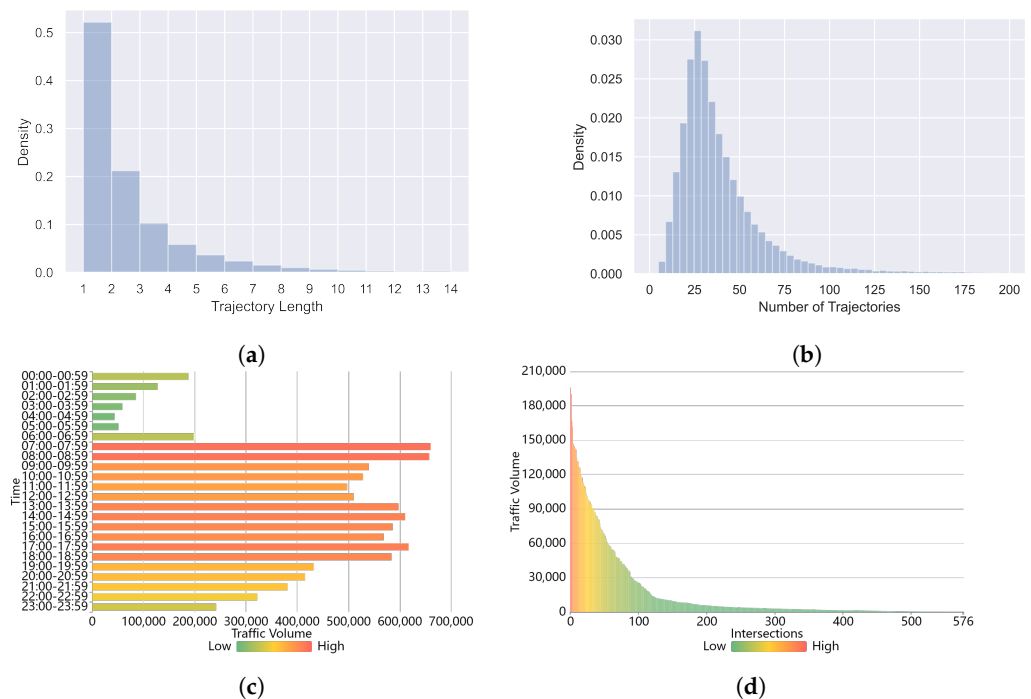 0.5
0.4
0.3
0.2
0.1
0.0
Density
1 2 3 4 5 6 7 8 9 10 11 12 13 14
Trajectory Length
(a)
0.030
0.025
0.020
0.015
0.010
0.005
0.000
Density
0 25 50 75 100 125 150 175 200
Number of Trajectories
(b)
Time
00:00-00:59
01:00-01:59
02:00-02:59
03:00-03:59
04:00-04:59
05:00-05:59
06:00-06:59
07:00-07:59
08:00-08:59
09:00-09:59
10:00-10:59
11:00-11:59
12:00-12:59
13:00-13:59
14:00-14:59
15:00-15:59
16:00-16:59
17:00-17:59
18:00-18:59
19:00-19:59
20:00-20:59
21:00-21:59
22:00-22:59
23:00-23:59
0 100,000 200,000 300,000 400,000 500,000 600,000 700,000
Traffic Volume
Low High
(c)
210,000
180,000
150,000
120,000
90,000
60,000
30,000
0
Traffic Volume
0 100 200 300 400 500 576
Intersections
Low High
(d)